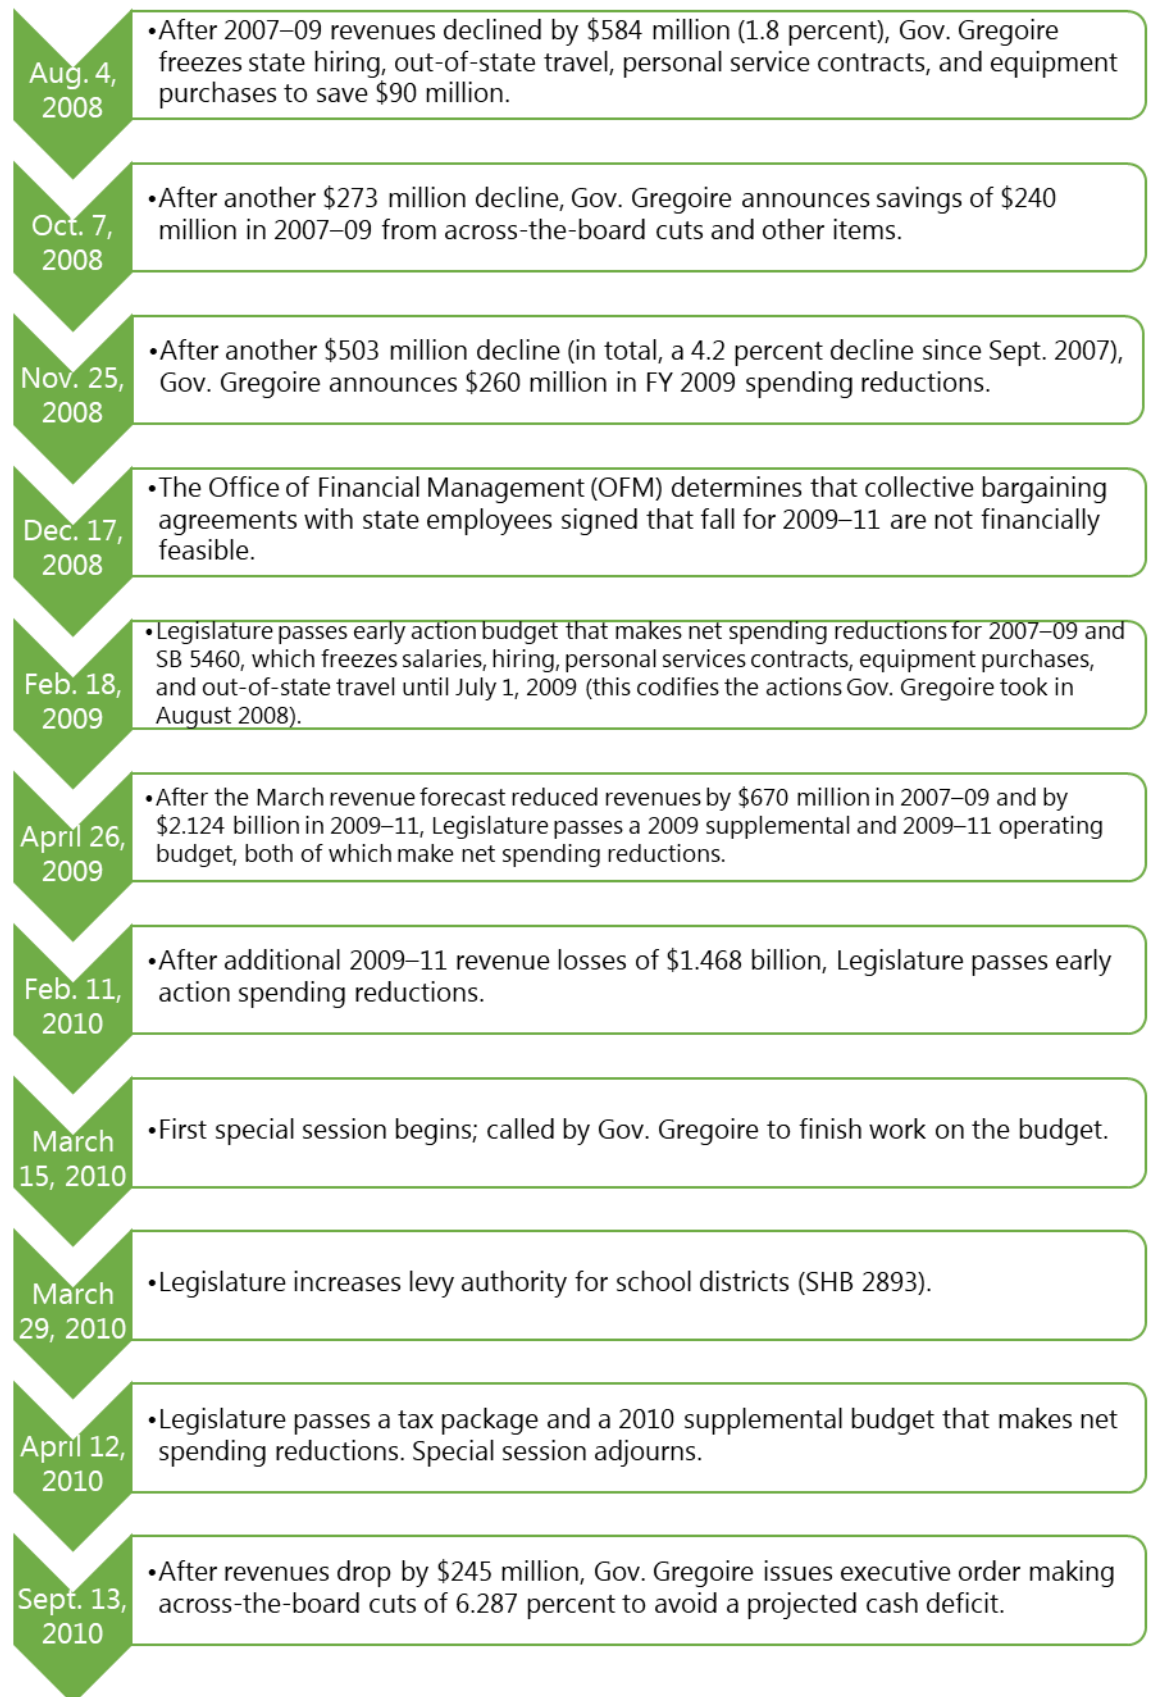 Aug. 4,
2008
•After 2007–09 revenues declined by $584 million (1.8 percent), Gov. Gregoire
freezes state hiring, out-of-state travel, personal service contracts, and equipment
purchases to save $90 million.
Oct. 7,
2008
•After another $273 million decline, Gov. Gregoire announces savings of $240
million in 2007–09 from across-the-board cuts and other items.
Nov. 25,
2008
•After another $503 million decline (in total, a 4.2 percent decline since Sept. 2007),
Gov. Gregoire announces $260 million in FY 2009 spending reductions.
Dec. 17,
2008
•The Office of Financial Management (OFM) determines that collective bargaining
agreements with state employees signed that fall for 2009–11 are not financially
feasible.
Feb. 18,
2009
•Legislature passes early action budget that makes net spending reductions for 2007–09 and
SB 5460, which freezes salaries, hiring, personal services contracts, equipment purchases,
and out-of-state travel until July 1, 2009 (this codifies the actions Gov. Gregoire took in
August 2008).
April 26,
2009
•After the March revenue forecast reduced revenues by $670 million in 2007–09 and by
$2.124 billion in 2009–11, Legislature passes a 2009 supplemental and 2009–11 operating
budget, both of which make net spending reductions.
Feb. 11,
2010
•After additional 2009–11 revenue losses of $1.468 billion, Legislature passes early
action spending reductions.
March
15, 2010
•First special session begins; called by Gov. Gregoire to finish work on the budget.
March
29, 2010
•Legislature increases levy authority for school districts (SHB 2893).
April 12,
2010
•Legislature passes a tax package and a 2010 supplemental budget that makes net
spending reductions. Special session adjourns.
Sept. 13,
2010
•After revenues drop by $245 million, Gov. Gregoire issues executive order making
across-the-board cuts of 6.287 percent to avoid a projected cash deficit.